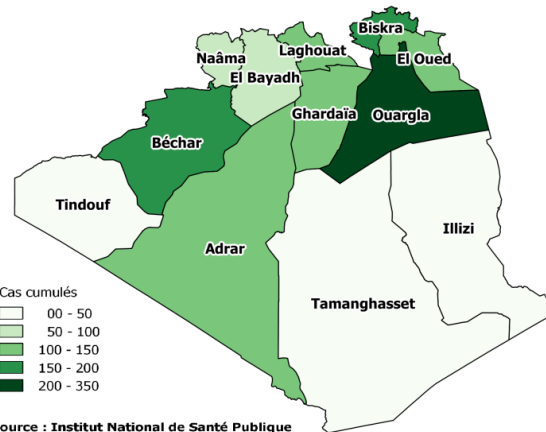 Biskra
Naâma
Laghouat
El Oued
El Bayadh
Ghardaïa
Ouargla
Béchar
Tindouf
Illizi
Adrar
Tamanghasset
Cas cumulés
00 - 50
50 - 100
100 - 150
150 - 200
200 - 350
ource : Institut National de Santé Publique